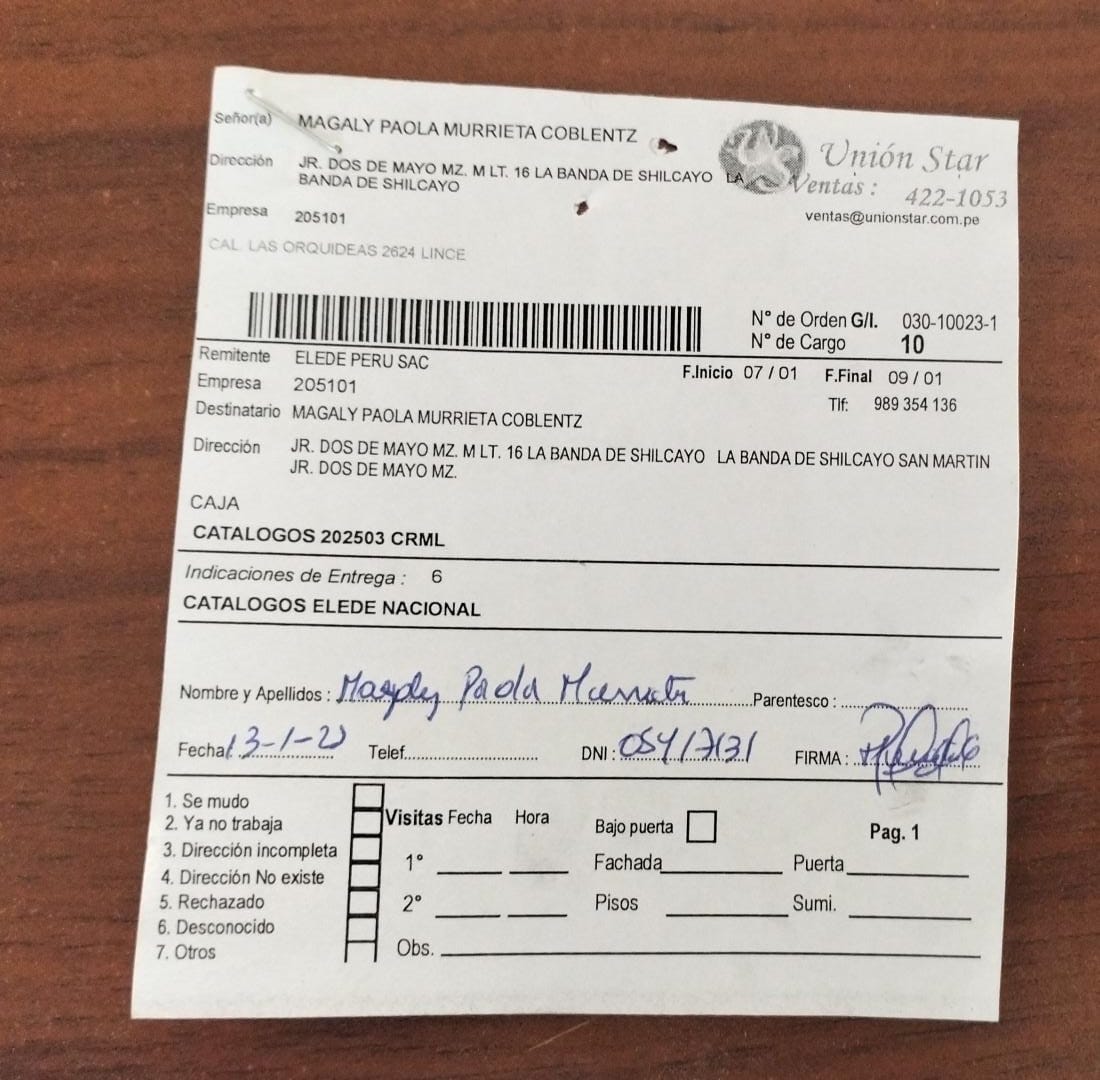 Señor(a) MAGALY PAOLA MURRIETA COBLENTZ
Unión Star
Dirección JR. DOS DE MAYO MZ. M LT. 16 LA BANDA DE SHILCAYO LA
BANDA DE SHILCAYO
Ventas : 422-1053
Empresa 205101
ventas@unionstar.com.pe
CAL. LAS ORQUIDEAS 2624 LINCE
N° de Orden G/I. 030-10023-1
N° de Cargo 10
Remitente ELEDE PERU SAC
F.Inicio 07 / 01 F.Final 09 / 01
Empresa 205101
Tlf: 989 354 136
Destinatario MAGALY PAOLA MURRIETA COBLENTZ
Dirección JR. DOS DE MAYO MZ. M LT. 16 LA BANDA DE SHILCAYO LA BANDA DE SHILCAYO SAN MARTIN
JR. DOS DE MAYO MZ.
CAJA
CATALOGOS 202503 CRML
Indicaciones de Entrega : 6
CATALOGOS ELEDE NACIONAL
Nombre y Apellidos : Magaly Paola Murrieta Parentesco :
Fecha 13-1-25 Telef. DNI : 05417131 FIRMA :
1. Se mudo
2. Ya no trabaja
3. Dirección incompleta
4. Dirección No existe
5. Rechazado
6. Desconocido
7. Otros
Visitas Fecha Hora
Bajo puerta
Pag. 1
1° Fachada Puerta
2° Pisos Sumi.
Obs.